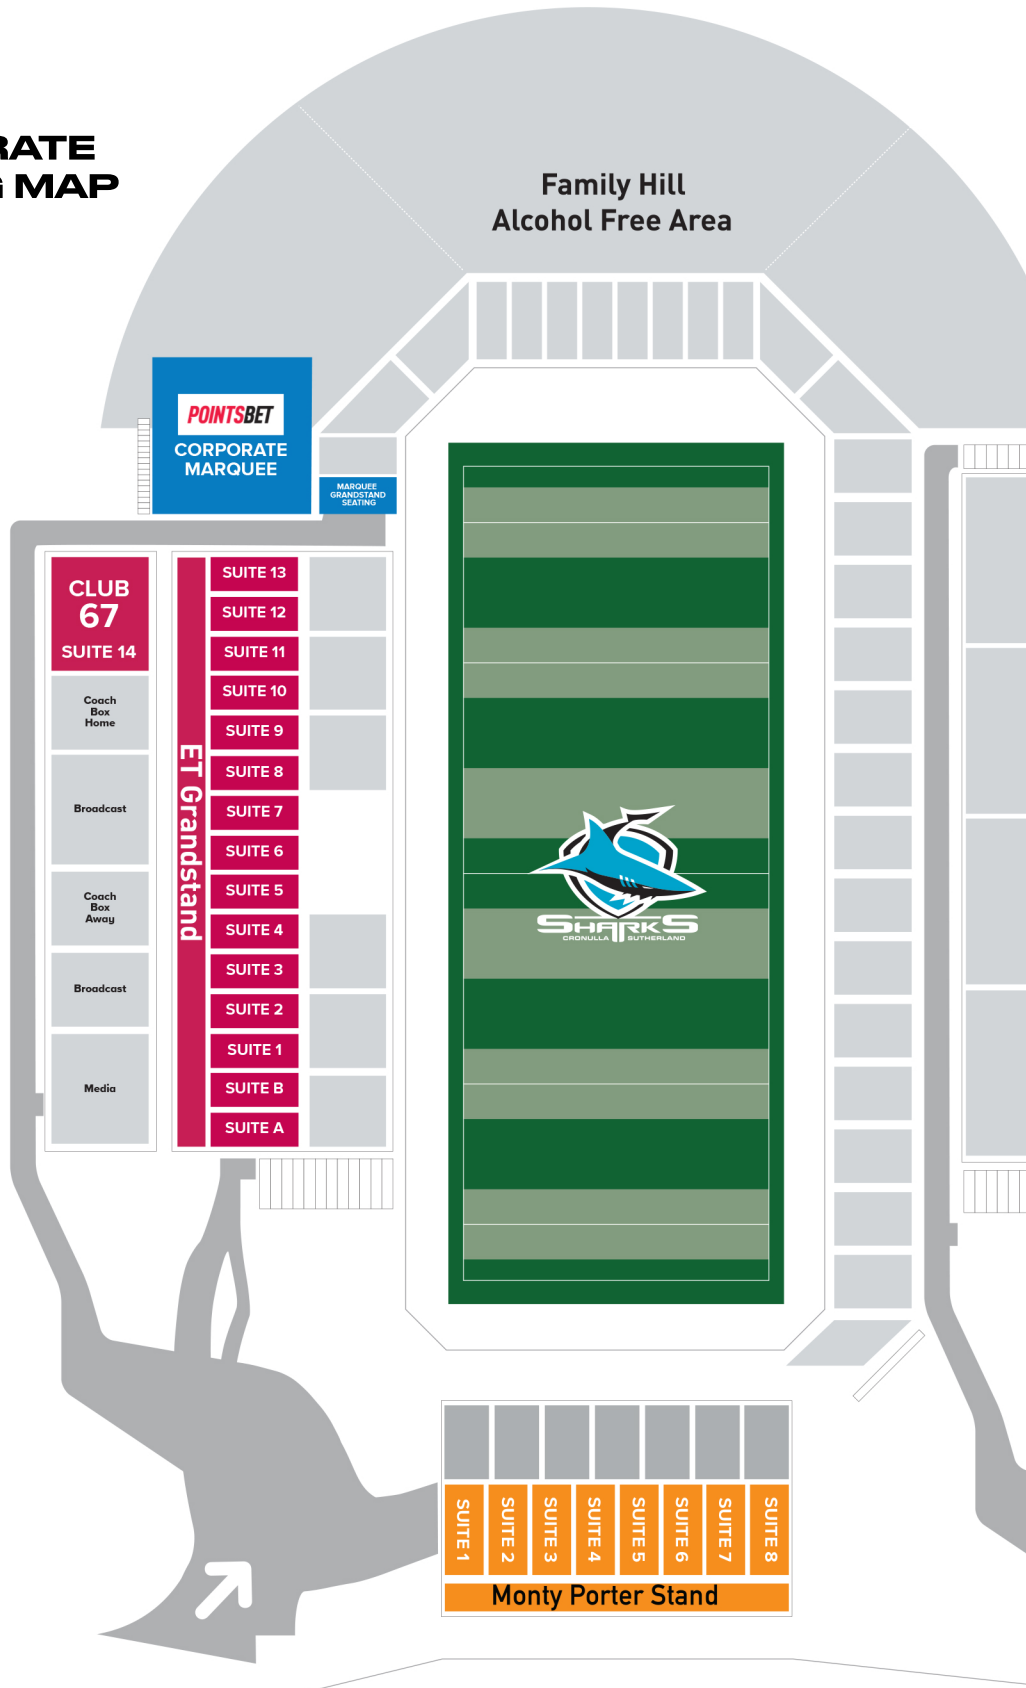 RATE
G MAP
Family Hill
Alcohol Free Area
POINTSBET
CORPORATE
MARQUEE
MARQUEE
GRANDSTAND
SEATING
CLUB
67
SUITE 14
Coach
Box
Home
Broadcast
Coach
Box
Away
Broadcast
Media
ET Grandstand
SUITE 13
SUITE 12
SUITE 11
SUITE 10
SUITE 9
SUITE 8
SUITE 7
SUITE 6
SUITE 5
SUITE 4
SUITE 3
SUITE 2
SUITE 1
SUITE B
SUITE A
SHARKS
CRONULLA SUTHERLAND
SUITE 1
SUITE 2
SUITE 3
SUITE 4
SUITE 5
SUITE 6
SUITE 7
SUITE 8
Monty Porter Stand